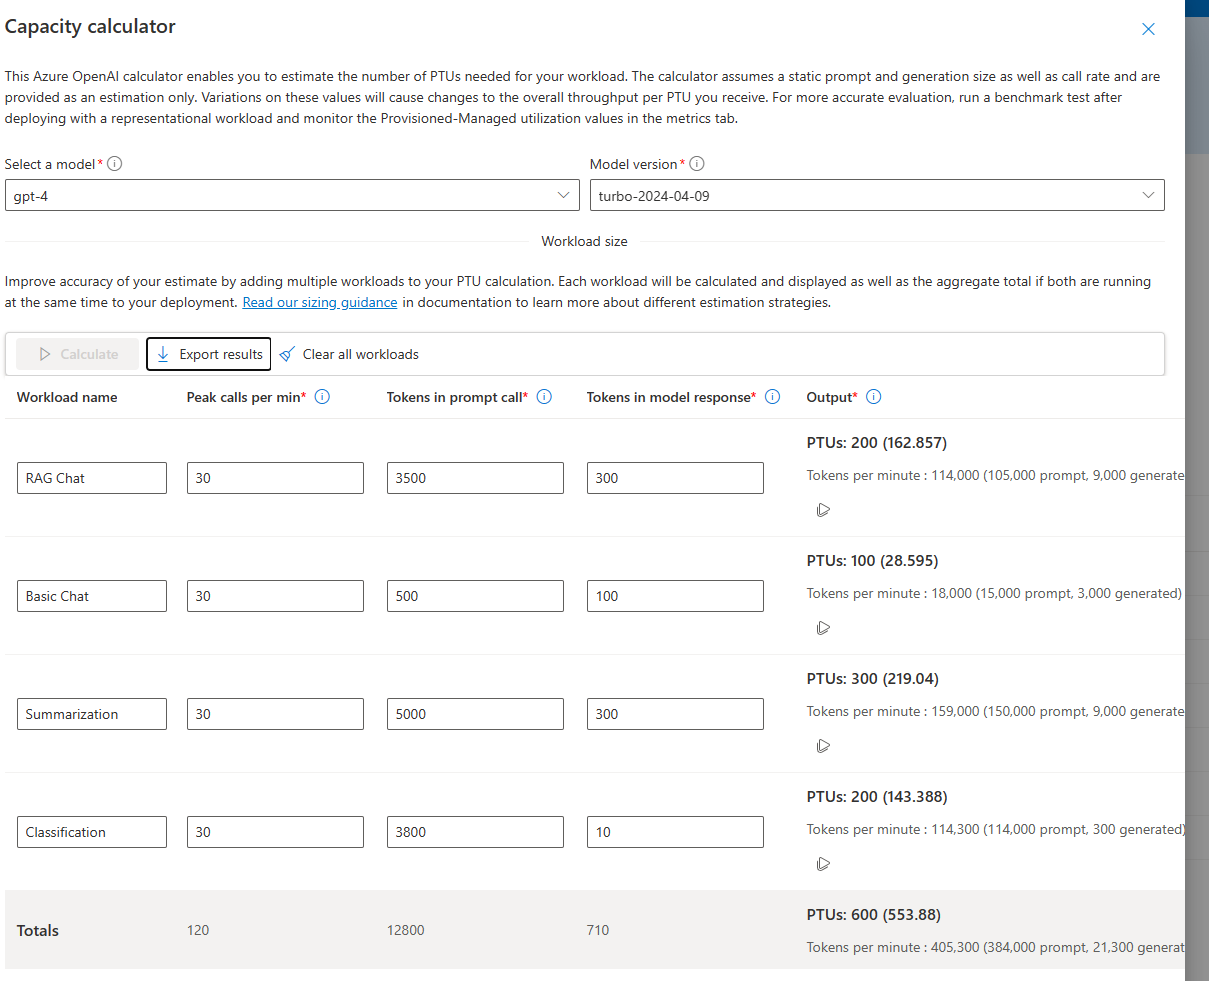 Capacity calculator
This Azure OpenAI calculator enables you to estimate the number of PTUs needed for your workload. The calculator assumes a static prompt and generation size as well as call rate and are
provided as an estimation only. Variations on these values will cause changes to the overall throughput per PTU you receive. For more accurate evaluation, run a benchmark test after
deploying with a representational workload and monitor the Provisioned-Managed utilization values in the metrics tab.
Select a model* Model version*
gpt-4 turbo-2024-04-09
Workload size
Improve accuracy of your estimate by adding multiple workloads to your PTU calculation. Each workload will be calculated and displayed as well as the aggregate total if both are running
at the same time to your deployment. Read our sizing guidance in documentation to learn more about different estimation strategies.
Calculate Export results Clear all workloads
Workload name Peak calls per min* Tokens in prompt call* Tokens in model response* Output*
PTUs: 200 (162.857)
RAG Chat 30 3500 300 Tokens per minute : 114,000 (105,000 prompt, 9,000 generate
PTUs: 100 (28.595)
Basic Chat 30 500 100 Tokens per minute : 18,000 (15,000 prompt, 3,000 generated)
PTUs: 300 (219.04)
Summarization 30 5000 300 Tokens per minute : 159,000 (150,000 prompt, 9,000 generate
PTUs: 200 (143.388)
Classification 30 3800 10 Tokens per minute : 114,300 (114,000 prompt, 300 generated)
PTUs: 600 (553.88)
Totals 120 12800 710 Tokens per minute : 405,300 (384,000 prompt, 21,300 generat